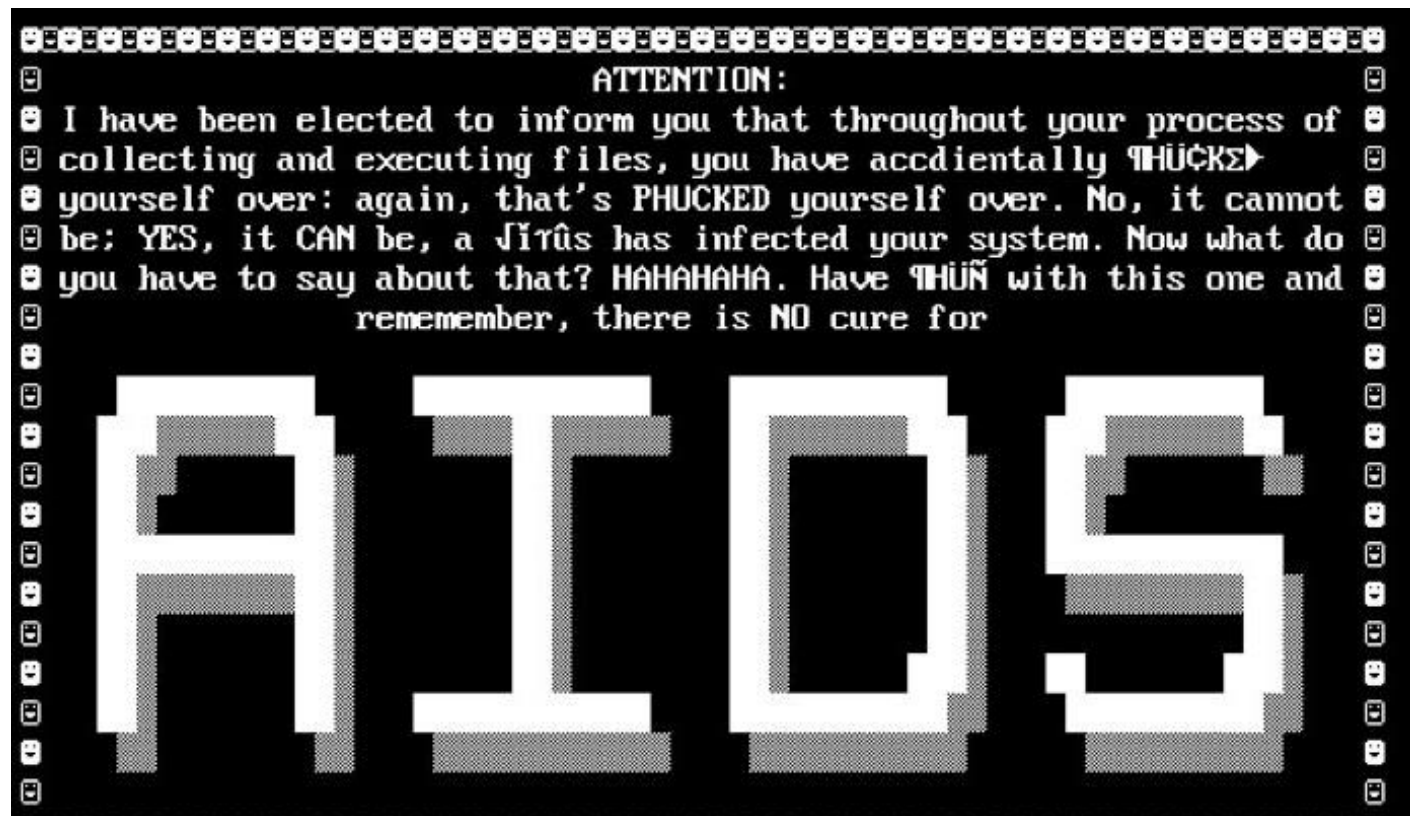 ATTENTION:
I have been elected to inform you that throughout your process of
collecting and executing files, you have accdientally ¶HÜ¢KΣ►
yourself over: again, that's PHUCKED yourself over. No, it cannot
be; YES, it CAN be, a √ì┬ûs has infected your system. Now what do
you have to say about that? HAHAHAHA. Have ¶HÜÑ with this one and
rememember, there is NO cure for
AIDS